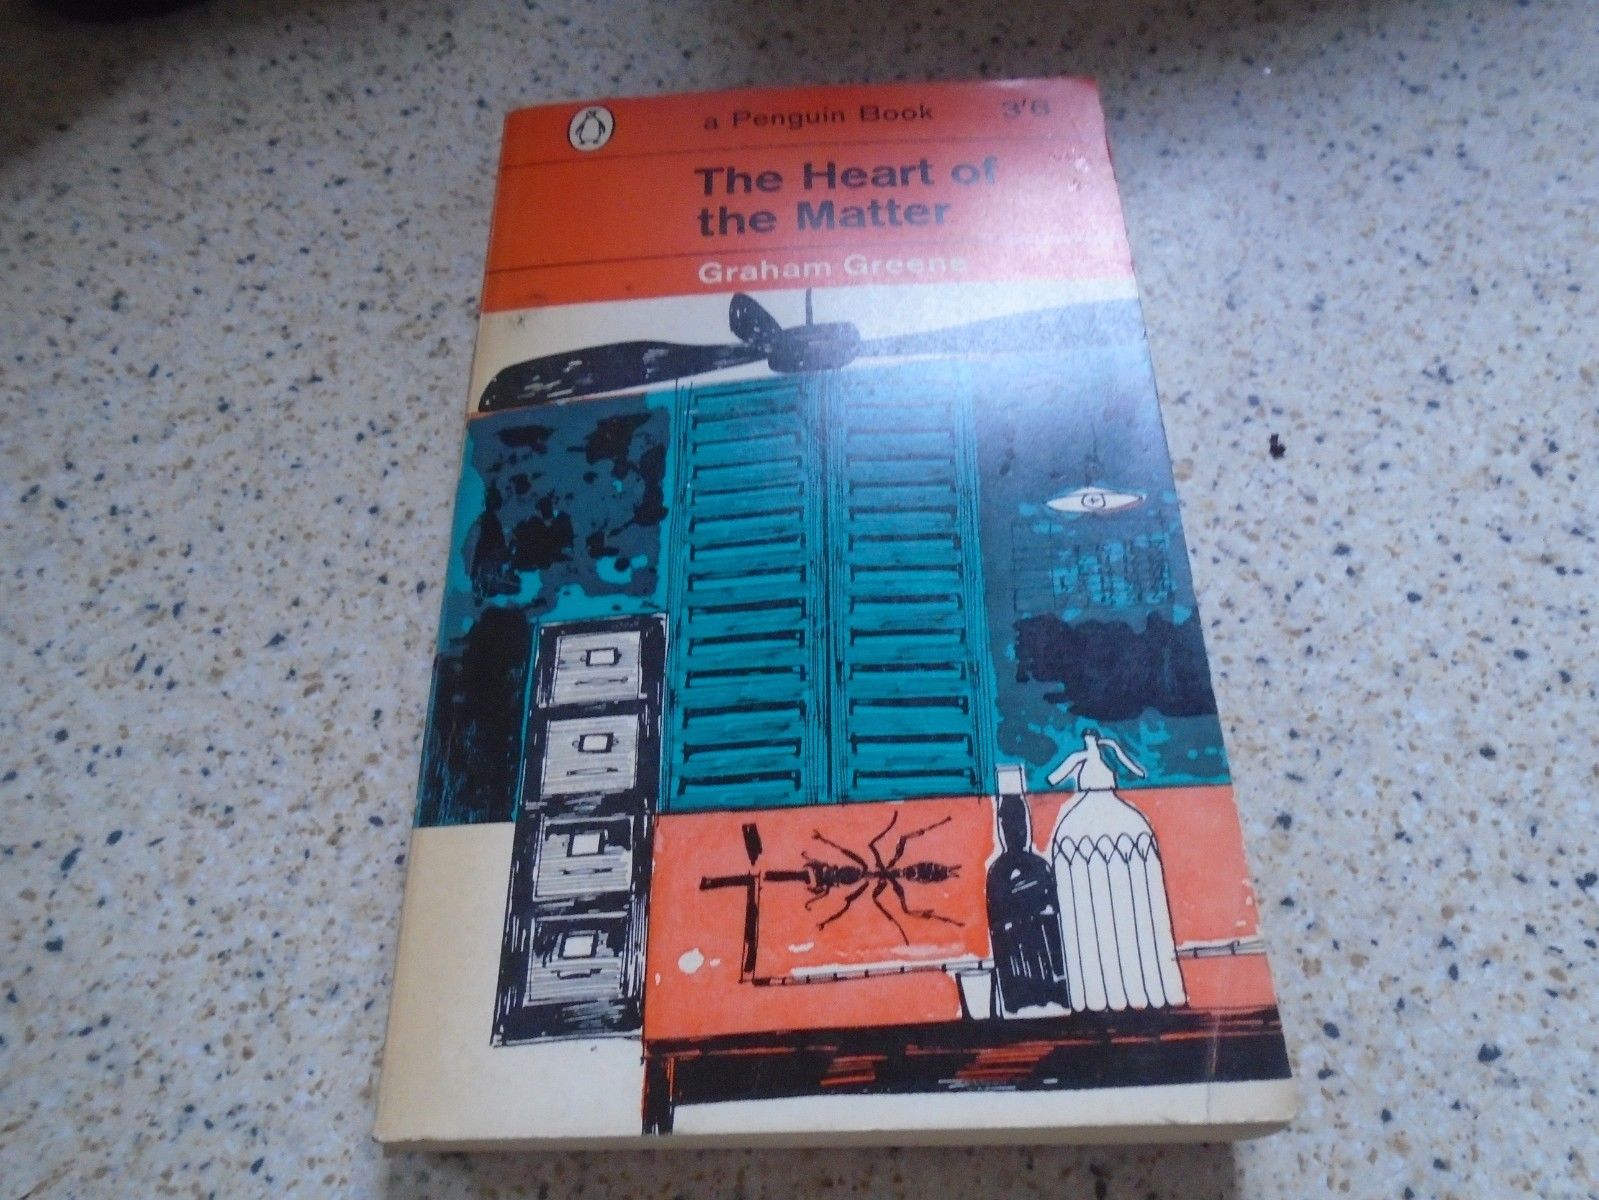 a Penguin Book 3'6
The Heart of
the Matter
Graham Greene